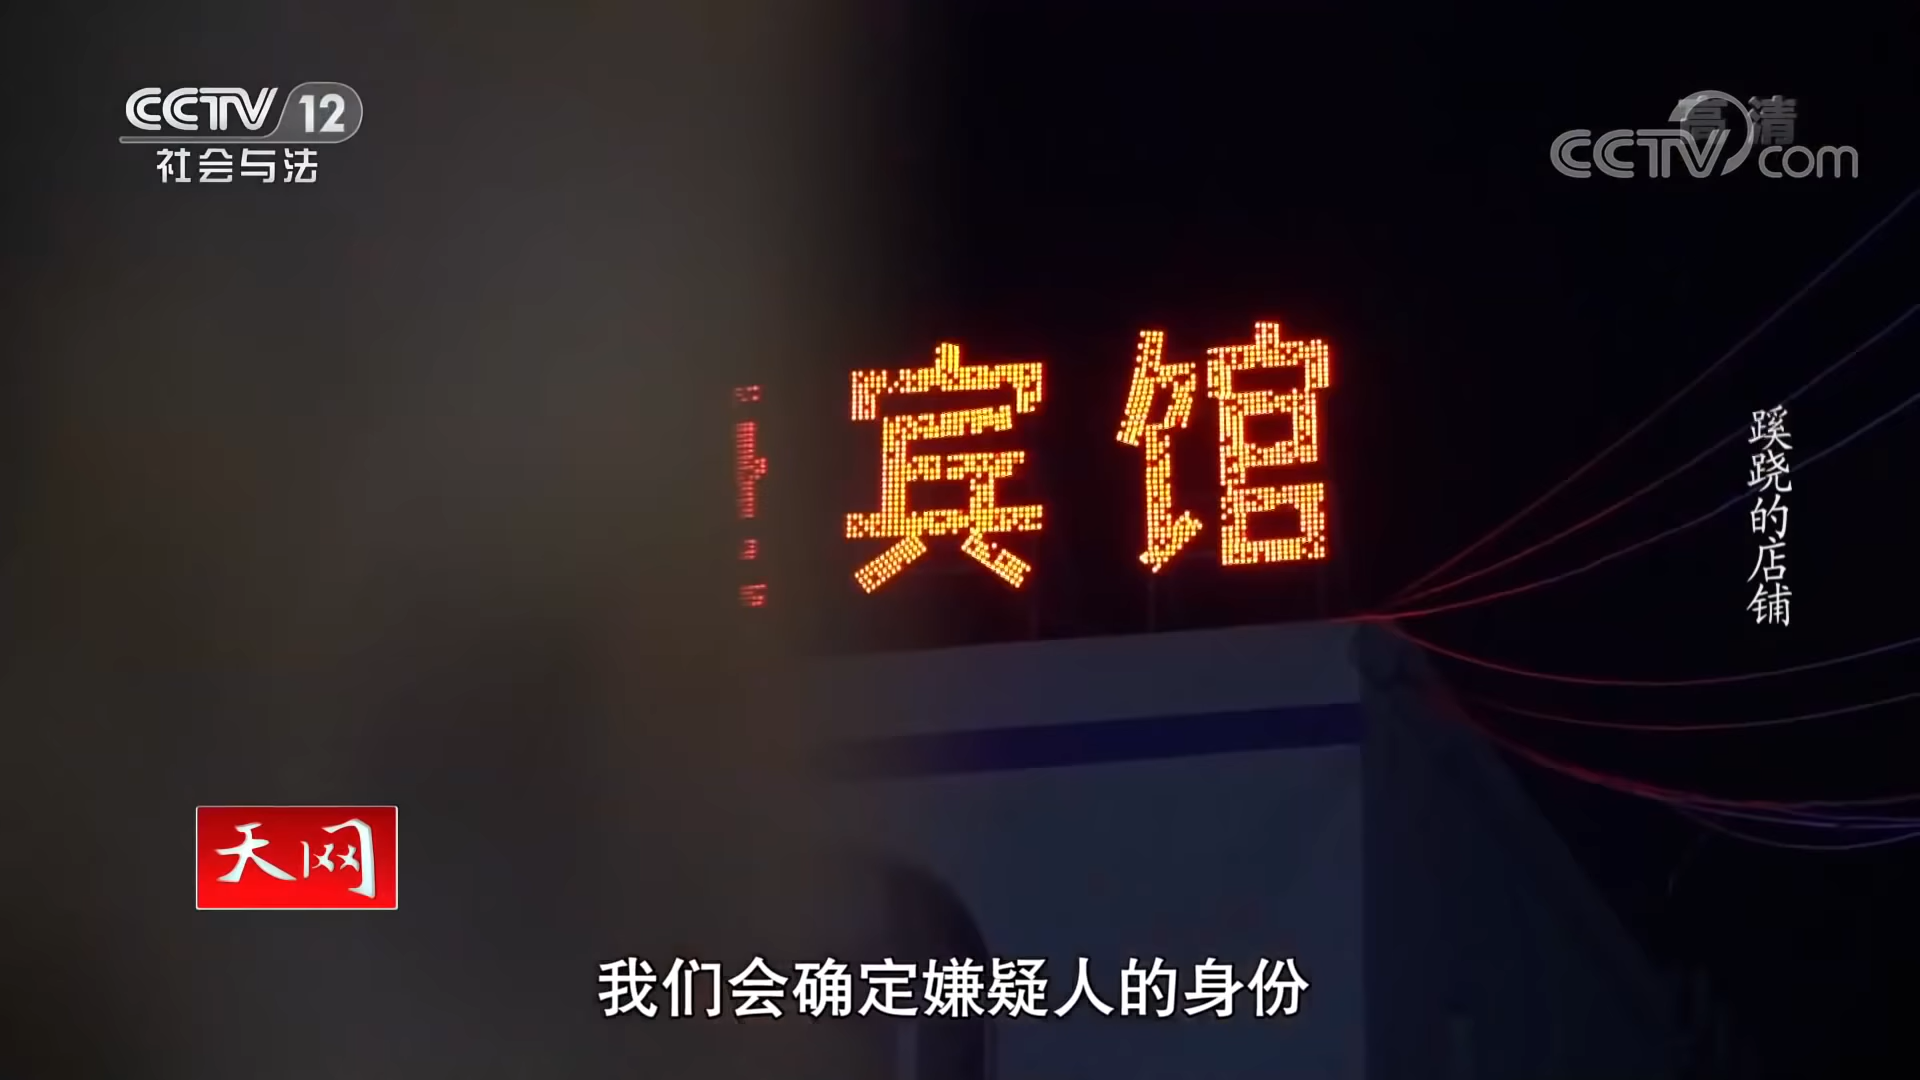 CCTV 12
社会与法
高清
CCTV com
宾馆
蹊跷的店铺
天网
我们会确定嫌疑人的身份